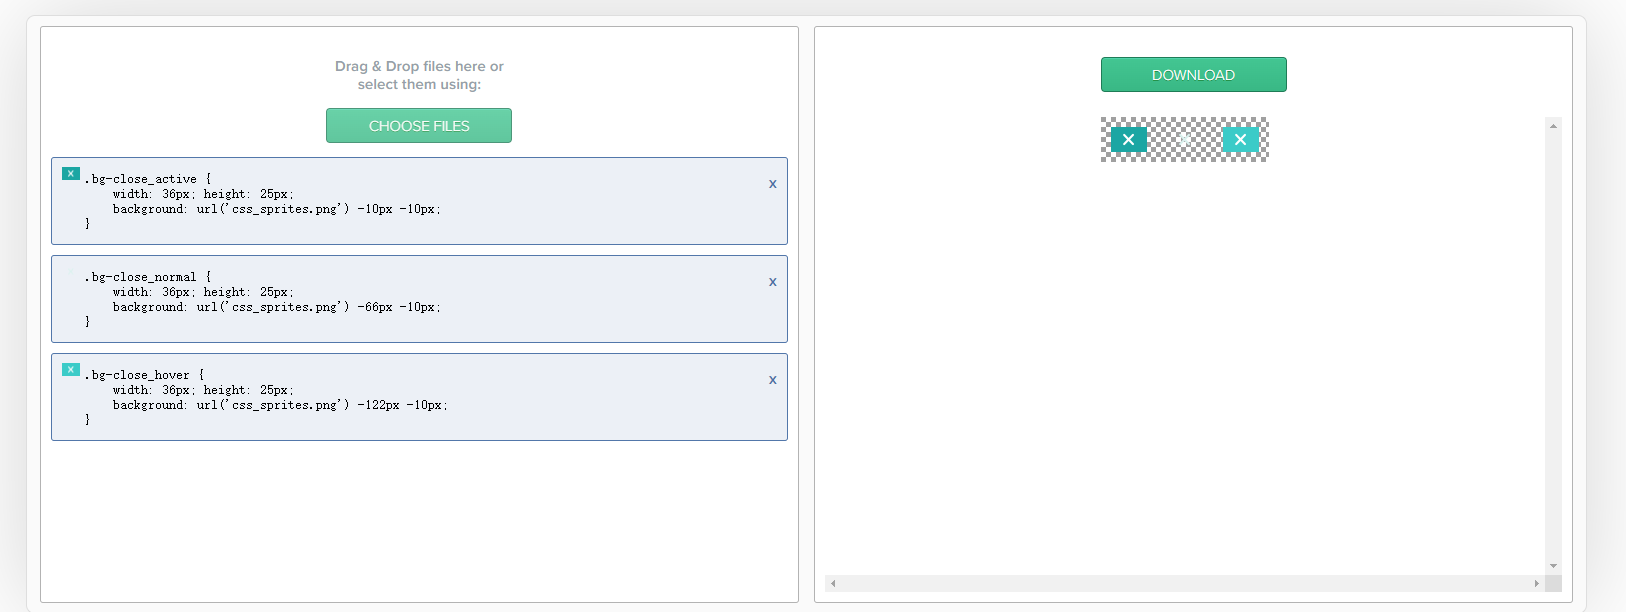 Drag & Drop files here or
select them using:
CHOOSE FILES
x
.bg-close_active {
width: 36px; height: 25px;
background: url('css_sprites.png') -10px -10px;
}
x
.bg-close_normal {
width: 36px; height: 25px;
background: url('css_sprites.png') -66px -10px;
}
x
.bg-close_hover {
width: 36px; height: 25px;
background: url('css_sprites.png') -122px -10px;
}
DOWNLOAD